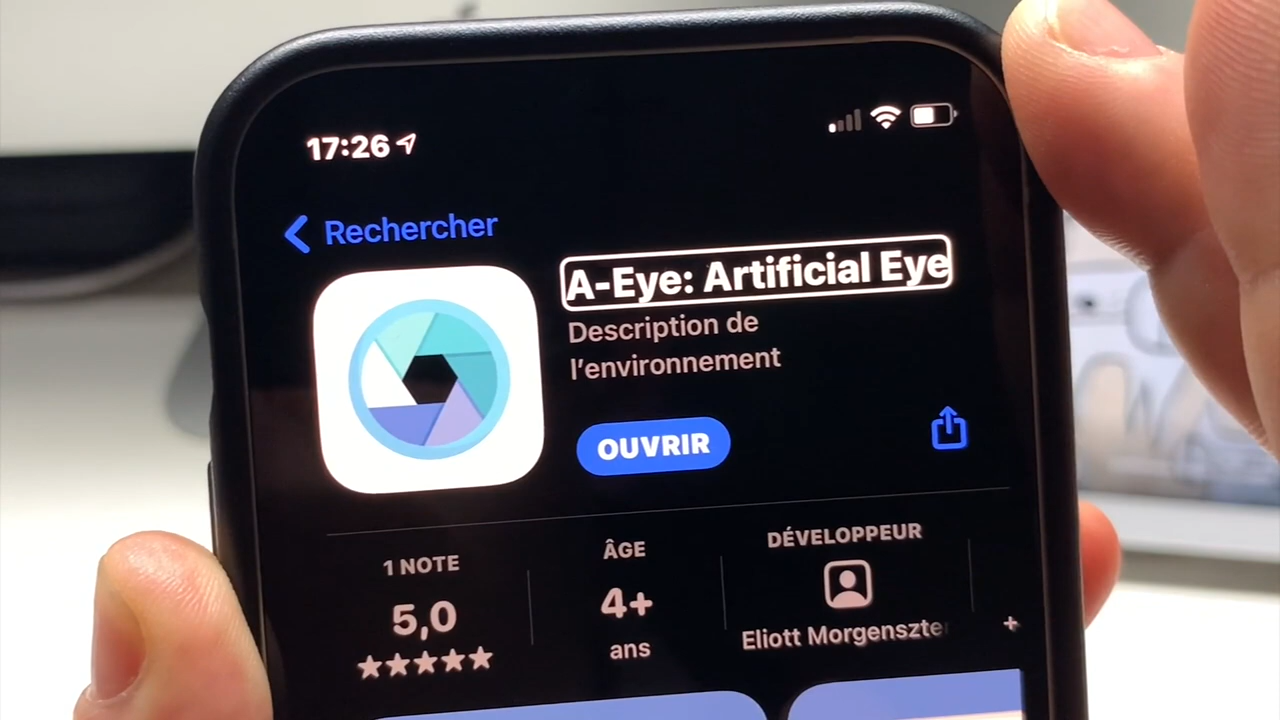 17:26
Rechercher
A-Eye: Artificial Eye
Description de
l'environnement
OUVRIR
1 NOTE
5,0
★★★★★
ÂGE
4+
ans
DÉVELOPPEUR
Eliott Morgenszter
+